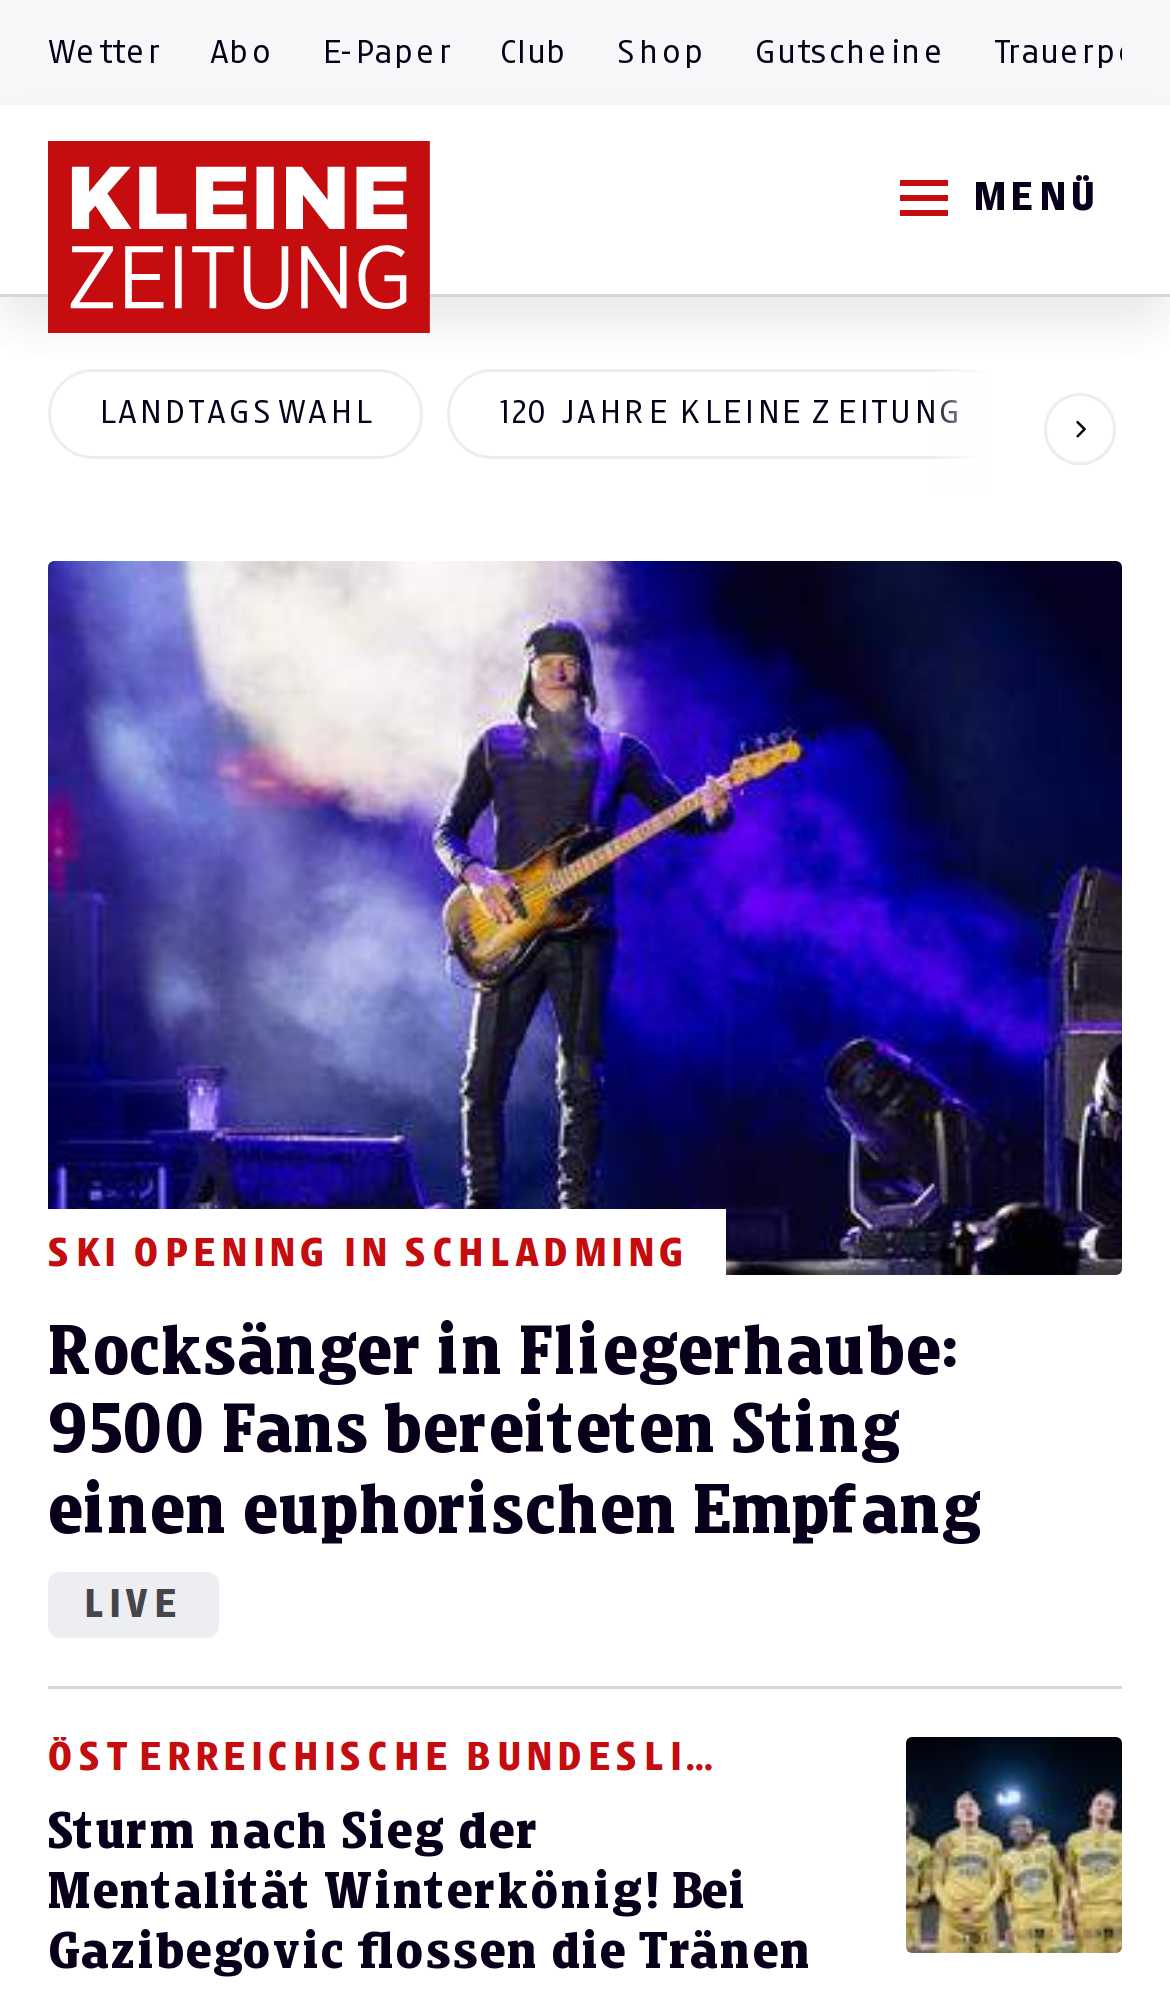 Wetter Abo E-Paper Club Shop Gutscheine
KLEINE
ZEITUNG
MENÜ
LANDTAGSWAHL
120 JAHRE KLEINE ZEITUNG
SKI OPENING IN SCHLADMING
Rocksänger in Fliegerhaube:
9500 Fans bereiteten Sting
einen euphorischen Empfang
LIVE
ÖSTERREICHISCHE BUNDESLI...
Sturm nach Sieg der
Mentalität Winterkönig! Bei
Gazibegovic flossen die Tränen